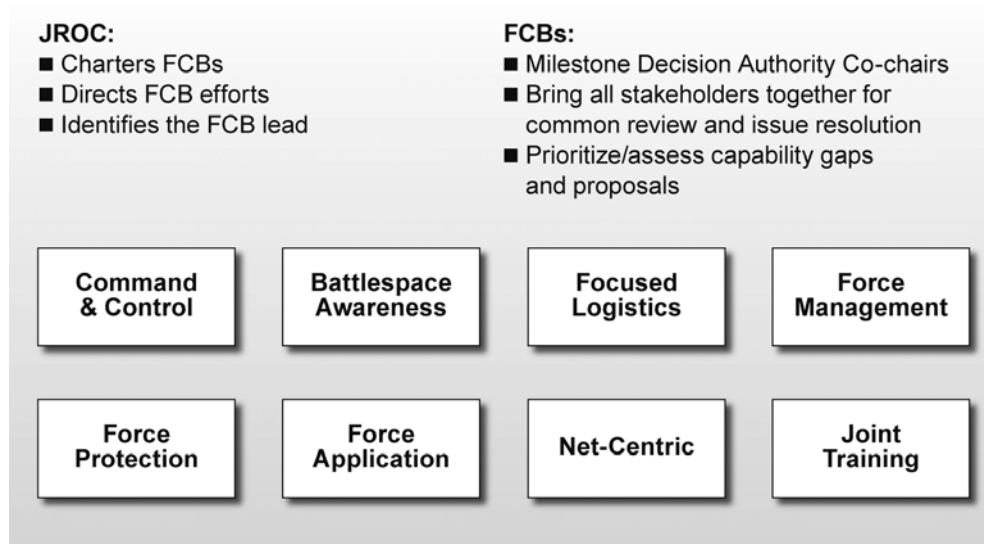 JROC:
■ Charters FCBs
■ Directs FCB efforts
■ Identifies the FCB lead
FCBs:
■ Milestone Decision Authority Co-chairs
■ Bring all stakeholders together for
common review and issue resolution
■ Prioritize/assess capability gaps
and proposals
Command
& Control
Battlespace
Awareness
Focused
Logistics
Force
Management
Force
Protection
Force
Application
Net-Centric
Joint
Training